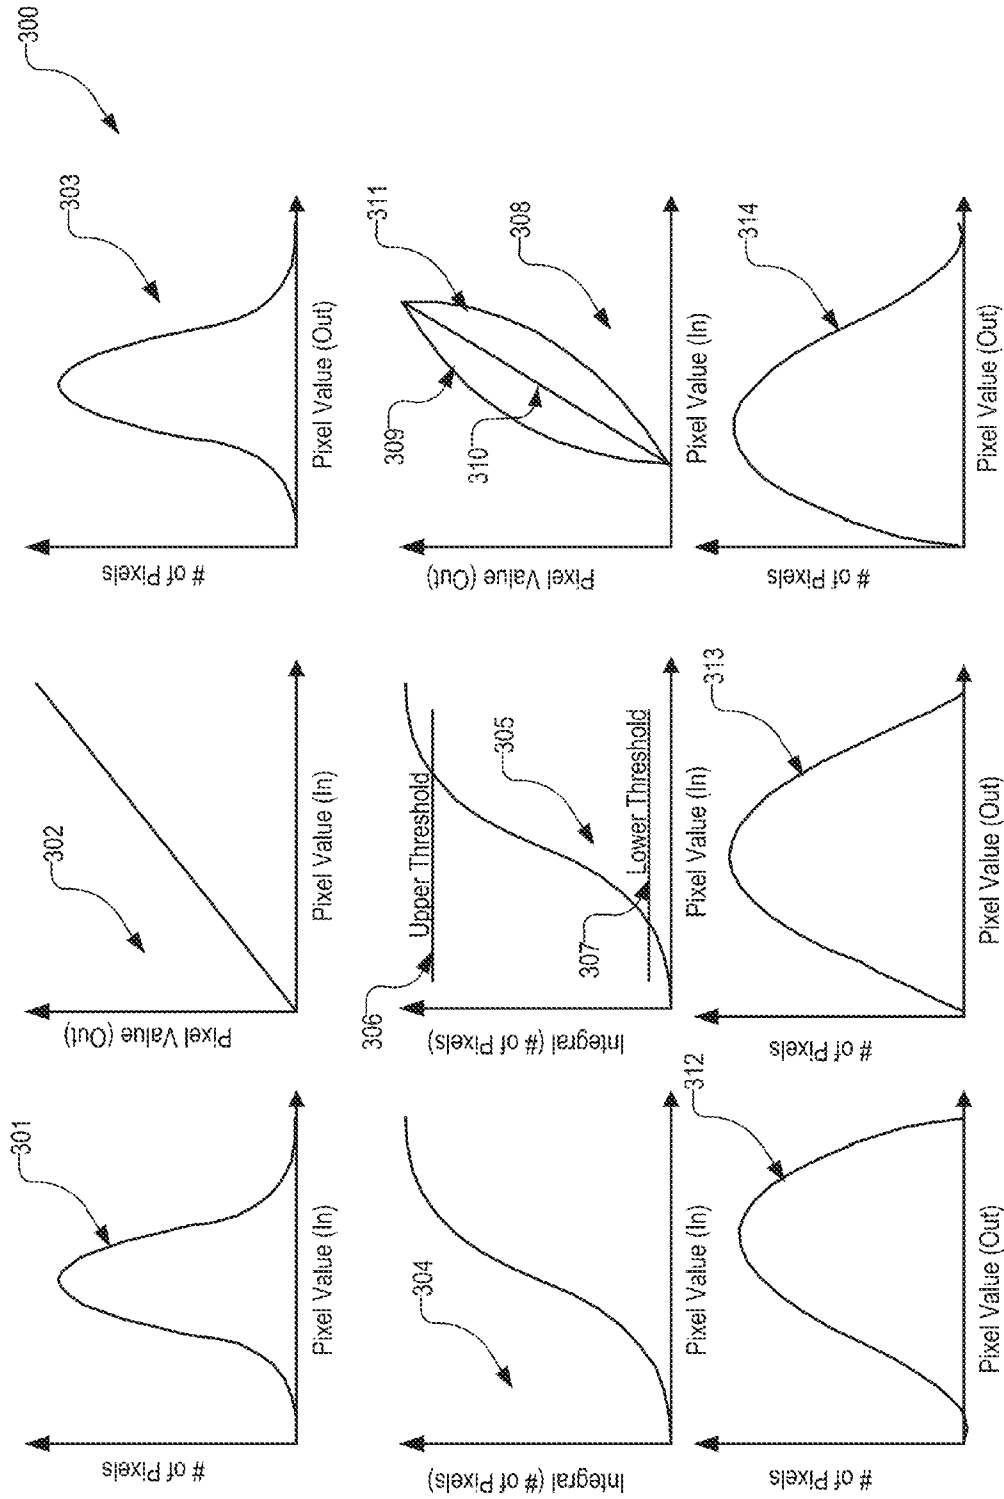 300
301
# of Pixels
Pixel Value (In)
302
Pixel Value (Out)
Pixel Value (In)
303
# of Pixels
Pixel Value (Out)
304
Integral (# of Pixels)
Pixel Value (In)
306
Upper Threshold
305
307
Lower Threshold
Integral (# of Pixels)
Pixel Value (In)
311
309
308
310
Pixel Value (Out)
Pixel Value (In)
312
# of Pixels
Pixel Value (Out)
313
# of Pixels
Pixel Value (Out)
314
# of Pixels
Pixel Value (Out)